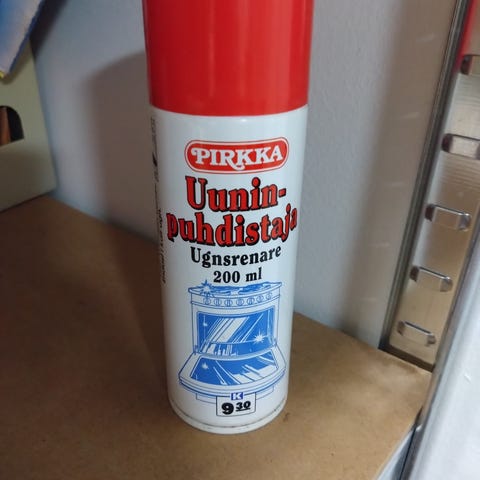 PIRKKA
Uunin-
puhdistaja
Ugnsrenare
200 ml
K
9 30